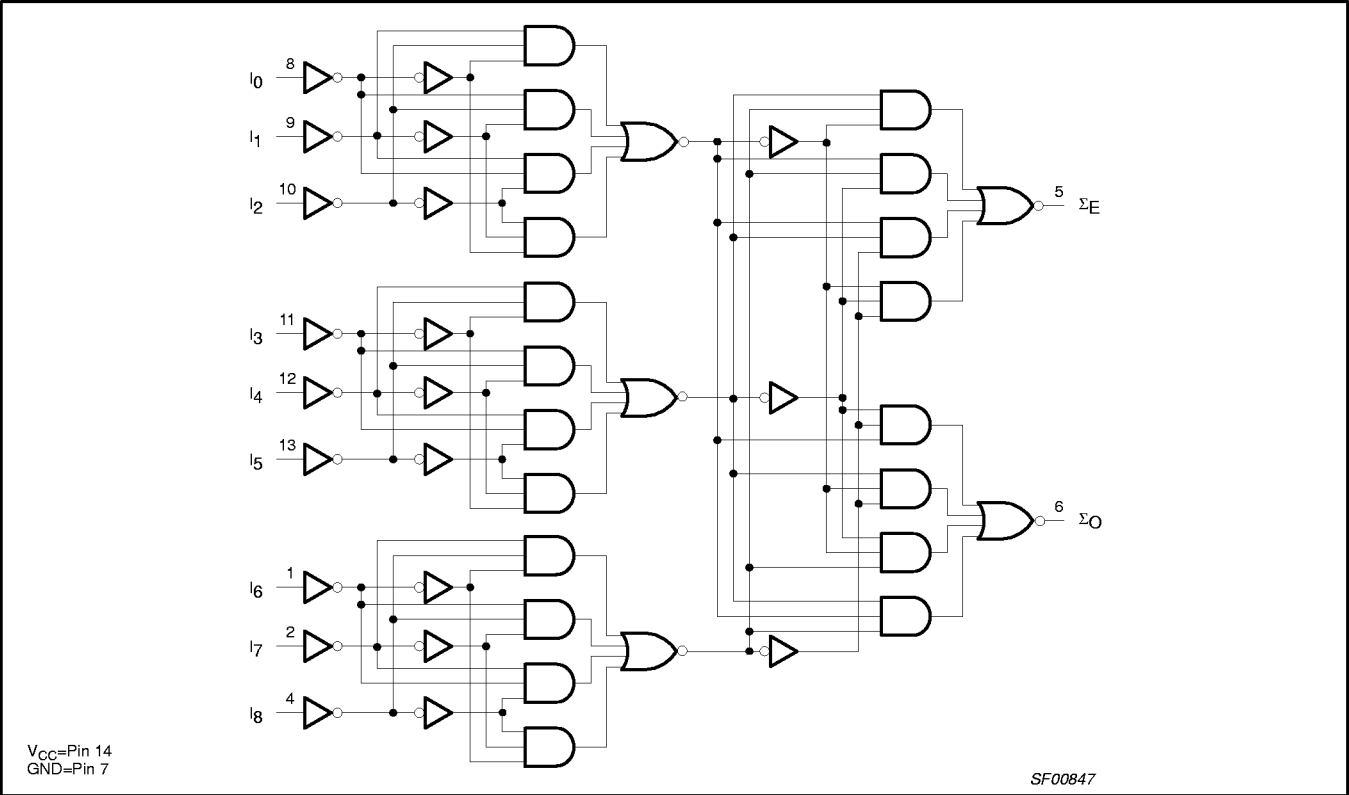 I0 8
I1 9
I2 10
I3 11
I4 12
I5 13
I6 1
I7 2
I8 4
5 ΣE
6 ΣO
VCC=Pin 14
GND=Pin 7
SF00847